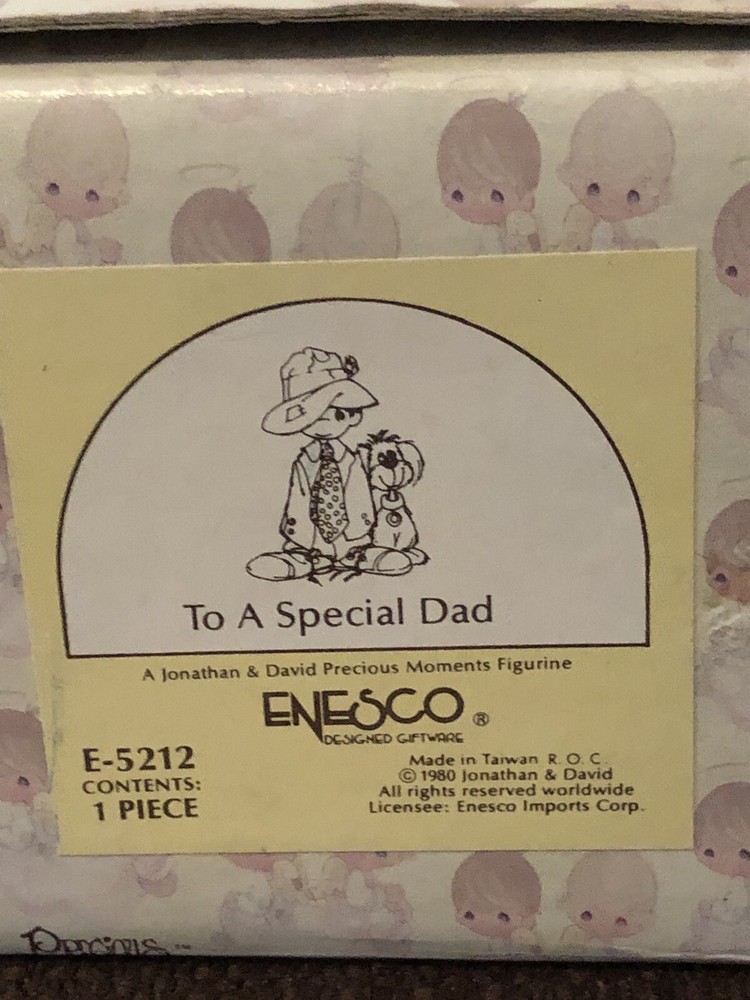 To A Special Dad
A Jonathan & David Precious Moments Figurine
ENESCO ®
DESIGNED GIFTWARE
E-5212
CONTENTS:
1 PIECE
Made in Taiwan R. O. C.
© 1980 Jonathan & David
All rights reserved worldwide
Licensee: Enesco Imports Corp.
Precious